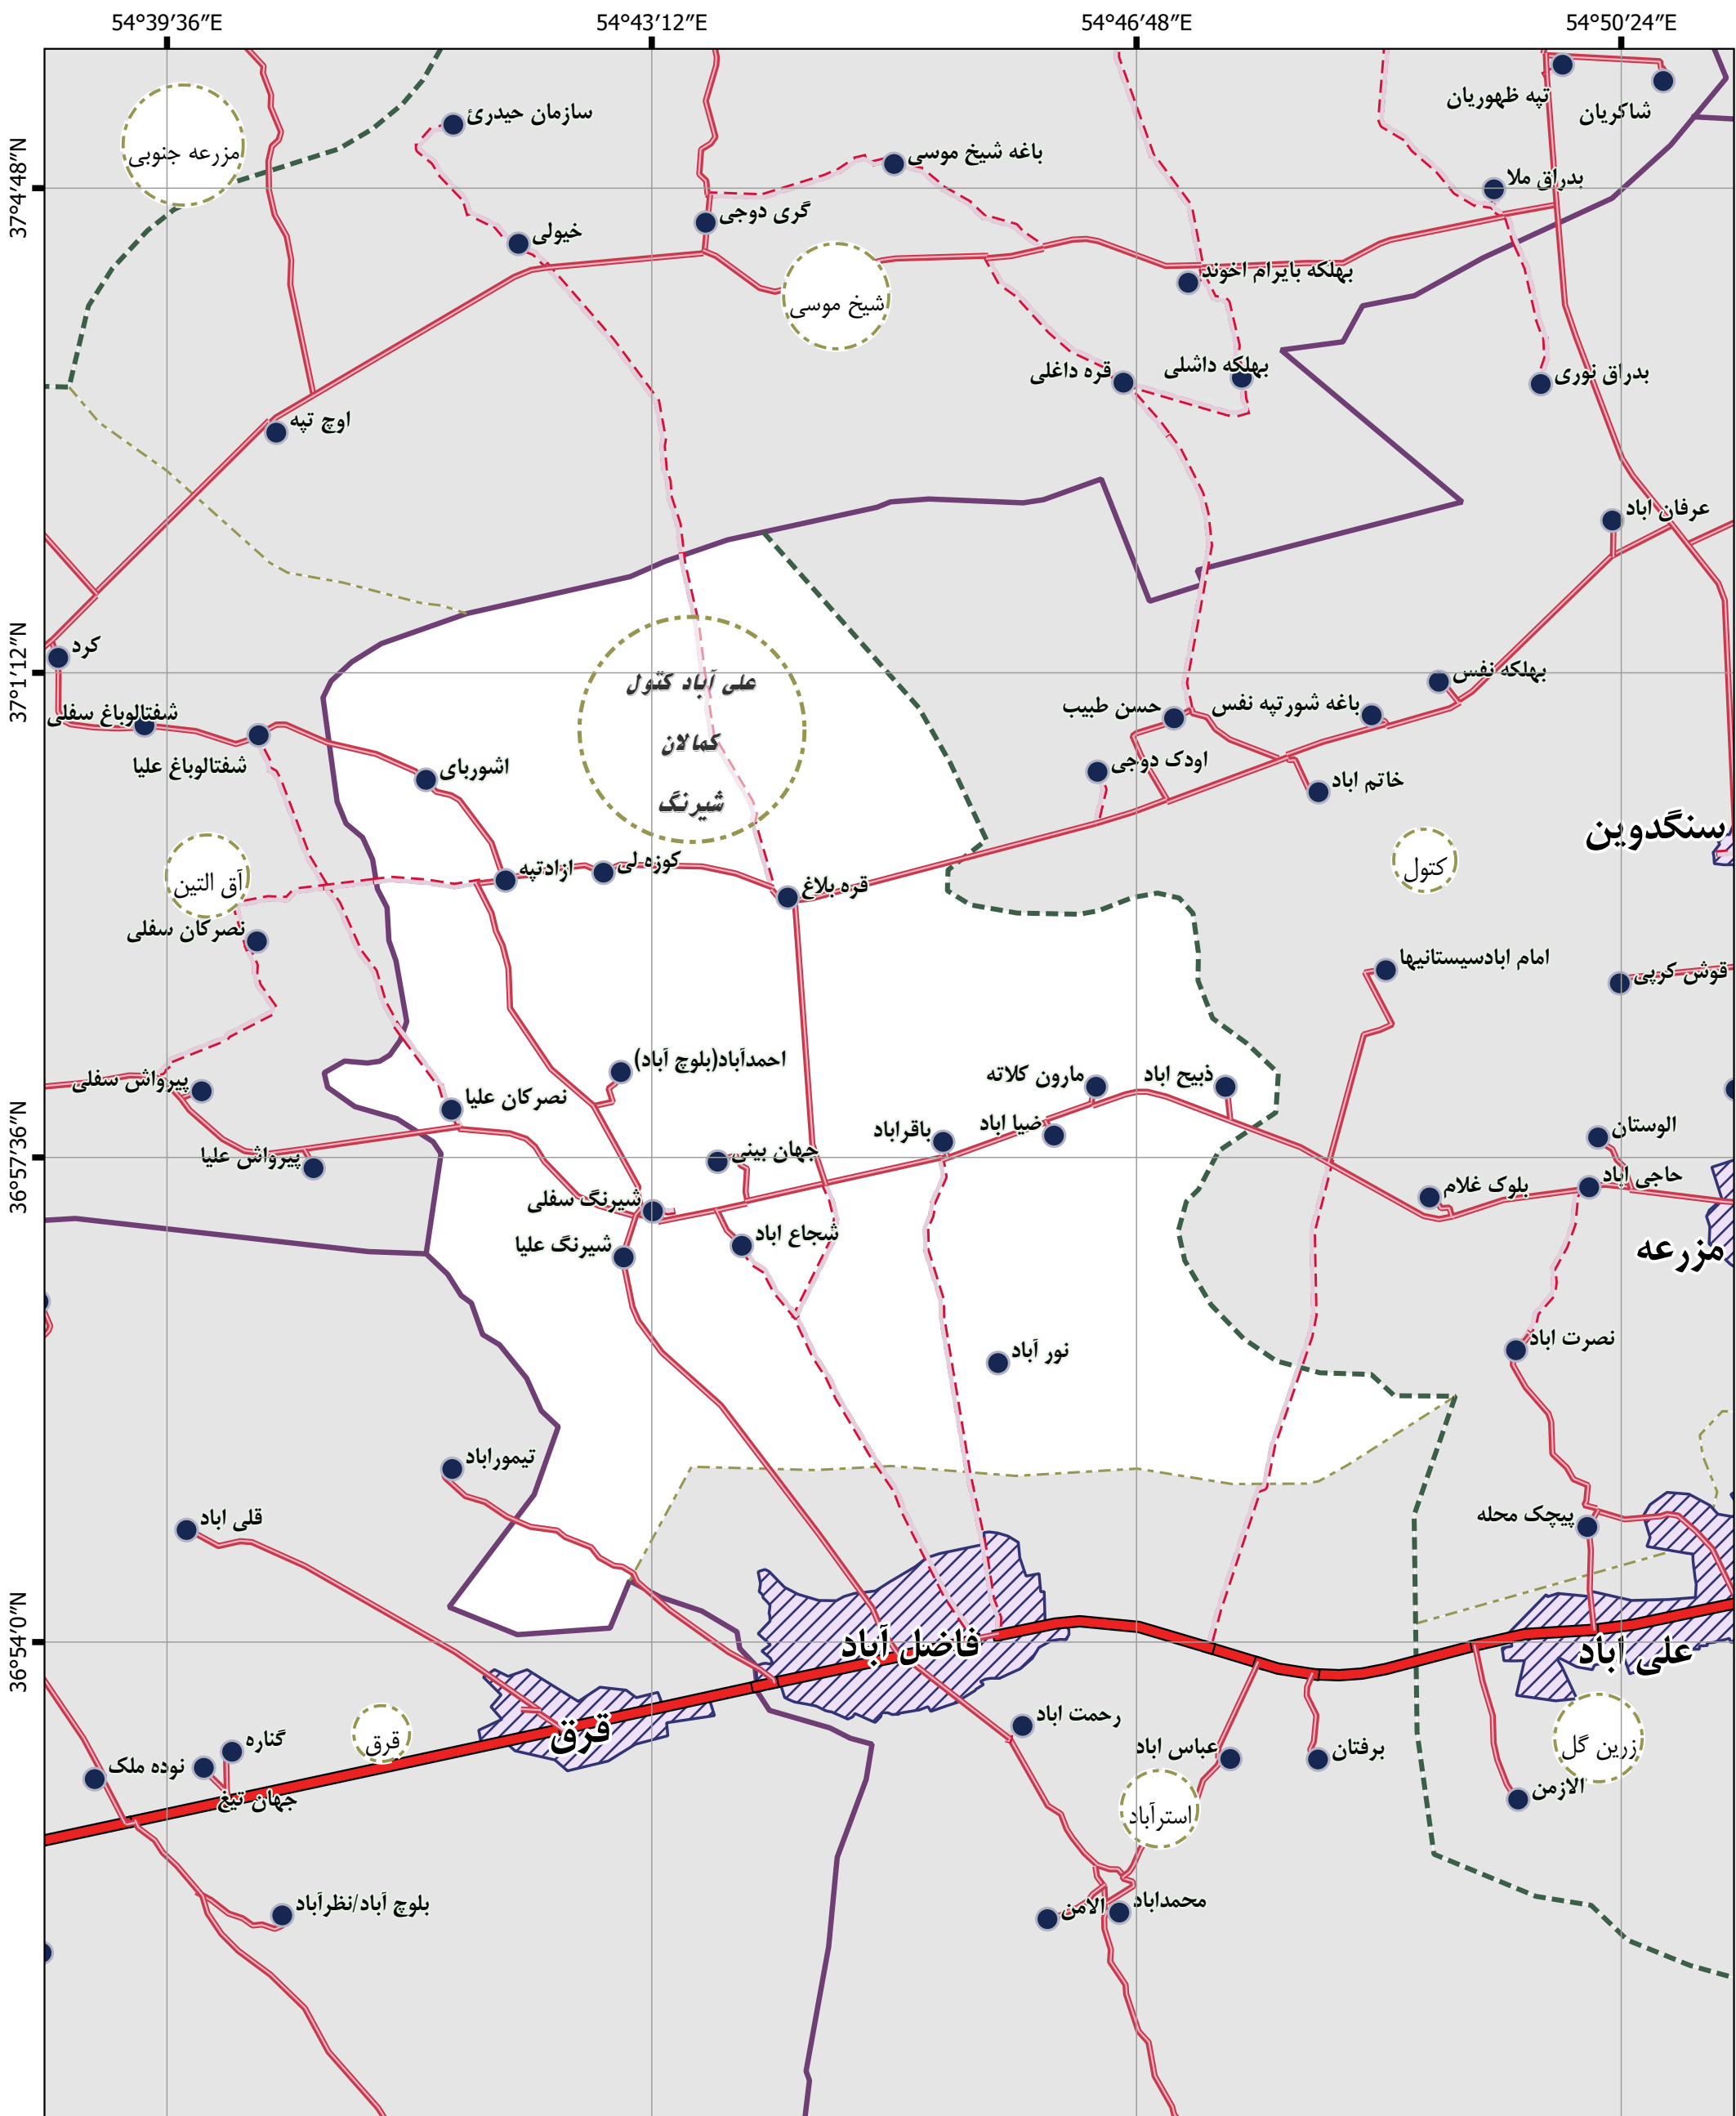 54°39′36″E
54°43′12″E
54°46′48″E
54°50′24″E
37°4′48″N
37°1′12″N
36°57′36″N
36°54′0″N
تپه ظهوریان
شاکریان
سازمان حیدرئ
مزرعه جنوبی
باغه شیخ موسی
بدراق ملا
گری دوجی
خیولی
بهلکه بایرام اخوند
شیخ موسی
قره داغلی
بهلکه داشلی
بدراق نوری
اوچ تپه
عرفان اباد
کرد
علی آباد کتول
کمالان
شیرنگ
بهلکه نفس
باغه شورتپه نفس
حسن طبیب
شفتالوباغ سفلی
شفتالوباغ علیا
اشوربای
اودک دوجی
خاتم اباد
سنگدوین
کتول
کوزه لی
ازادتپه
قره بلاغ
آق التین
نصرکان سفلی
امام ابادسیستانیها
قوش کرپی
احمدآباد(بلوچ آباد)
مارون کلاته
ذبیح اباد
پیرواش سفلی
نصرکان علیا
ضیا اباد
باقراباد
الوستان
جهان بینی
پیرواش علیا
حاجی اباد
بلوک غلام
شیرنگ سفلی
شجاع اباد
شیرنگ علیا
مزرعه
نصرت اباد
نور آباد
تیموراباد
قلی اباد
پیچک محله
فاضل آباد
علی اباد
رحمت اباد
قرق
قرق
گناره
نوده ملک
جهان تیغ
عباس اباد
برفتان
زرین گل
الازمن
استرآباد
بلوچ آباد/نظرآباد
الامن
محمداباد